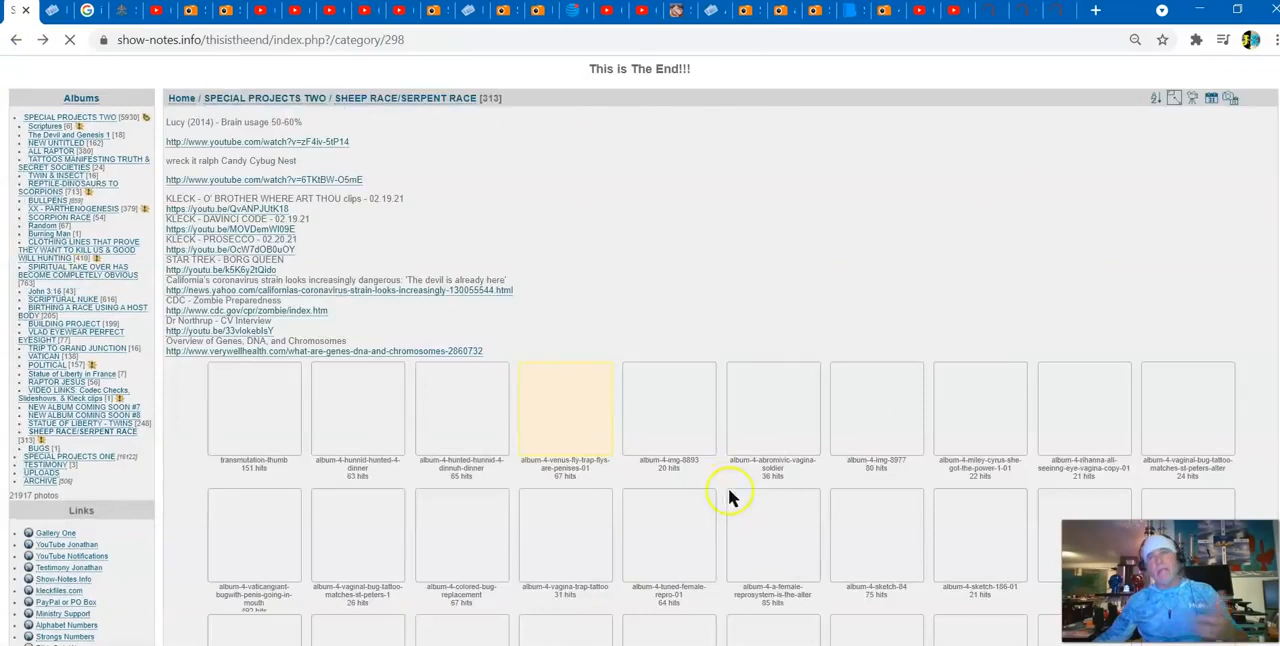 show-notes.info/thisistheend/index.php?/category/298
This is The End!!!
Albums
SPECIAL PROJECTS TWO [5930]
Scriptures [6]
The Devil and Genesis 1 [18]
NEW UNTITLED [162]
ALL RAPTOR [380]
TATTOOS MANIFESTING TRUTH &
SECRET SOCIETIES [24]
TWIN & INSECT [16]
REPTILE-DINOSAURS TO
SCORPIONS [713]
BULLPENS [859]
XX - PARTHENOGENESIS [379]
SCORPION RACE [54]
Random [67]
Burning Man [1]
CLOTHING LINES THAT PROVE
THEY WANT TO KILL US & GOOD
WILL HUNTING [419]
SPIRITUAL TAKE OVER HAS
BECOME COMPLETELY OBVIOUS
[763]
John 3:16 [43]
SCRIPTURAL NUKE [616]
BIRTHING A RACE USING A HOST
BODY [205]
BUILDING PROJECT [199]
VLAD EYEWEAR PERFECT
EYESIGHT [77]
TRIP TO GRAND JUNCTION [16]
VATICAN [138]
POLITICAL [157]
Statue of Liberty in France [7]
RAPTOR JESUS [56]
VIDEO LINKS: Codec Checks,
Slideshows, & Kleck clips [1]
NEW ALBUM COMING SOON #7
NEW ALBUM COMING SOON #8
STATUE OF LIBERTY - TWINS [248]
SHEEP RACE/SERPENT RACE
[313]
BUGS [1]
SPECIAL PROJECTS ONE [16122]
TESTIMONY [3]
UPLOADS
ARCHIVE [506]
21917 photos
Links
Gallery One
YouTube Jonathan
YouTube Notifications
Testimony Jonathan
Show-Notes.Info
kleckfiles.com
PayPal or PO Box
Ministry Support
Alphabet Numbers
Strongs Numbers
Home / SPECIAL PROJECTS TWO / SHEEP RACE/SERPENT RACE [313]
Lucy (2014) - Brain usage 50-60%
http://www.youtube.com/watch?v=zF4iv-5tP14
wreck it ralph Candy Cybug Nest
http://www.youtube.com/watch?v=6TKtBW-O5mE
KLECK - O' BROTHER WHERE ART THOU clips - 02.19.21
https://youtu.be/QvANPJUtK18
KLECK - DAVINCI CODE - 02.19.21
https://youtu.be/MOVDemWl09E
KLECK - PROSECCO - 02.20.21
https://youtu.be/OcW7dOB0uOY
STAR TREK - BORG QUEEN
http://youtu.be/k5K6y2tQido
California's coronavirus strain looks increasingly dangerous: 'The devil is already here'
http://news.yahoo.com/californias-coronavirus-strain-looks-increasingly-130055544.html
CDC - Zombie Preparedness
http://www.cdc.gov/cpr/zombie/index.htm
Dr Northrup - CV Interview
http://youtu.be/33vlokebIsY
Overview of Genes, DNA, and Chromosomes
http://www.verywellhealth.com/what-are-genes-dna-and-chromosomes-2860732
transmutation-thumb
151 hits
album-4-hunnid-hunted-4-
dinner
63 hits
album-4-hunted-hunnid-4-
dinnuh-dinner
65 hits
album-4-venus-fly-trap-flys-
are-penises-01
67 hits
album-4-img-8893
20 hits
album-4-abromivic-vagina-
soldier
36 hits
album-4-img-8977
80 hits
album-4-miley-cyrus-she-
got-the-power-1-01
22 hits
album-4-rihanna-all-
seeinng-eye-vagina-copy-01
21 hits
album-4-vaginal-bug-tattoo-
matches-st-peters-alter
24 hits
album-4-vaticangiant-
bugwith-penis-going-in-
mouth
492 hits
album-4-vaginal-bug-tattoo-
matches-st-peters-1
26 hits
album-4-colored-bug-
replacement
67 hits
album-4-vagina-trap-tattoo
31 hits
album-4-tuned-female-
repro-01
64 hits
album-4-a-female-
reprosystem-is-the-alter
85 hits
album-4-sketch-84
75 hits
album-4-sketch-186-01
21 hits